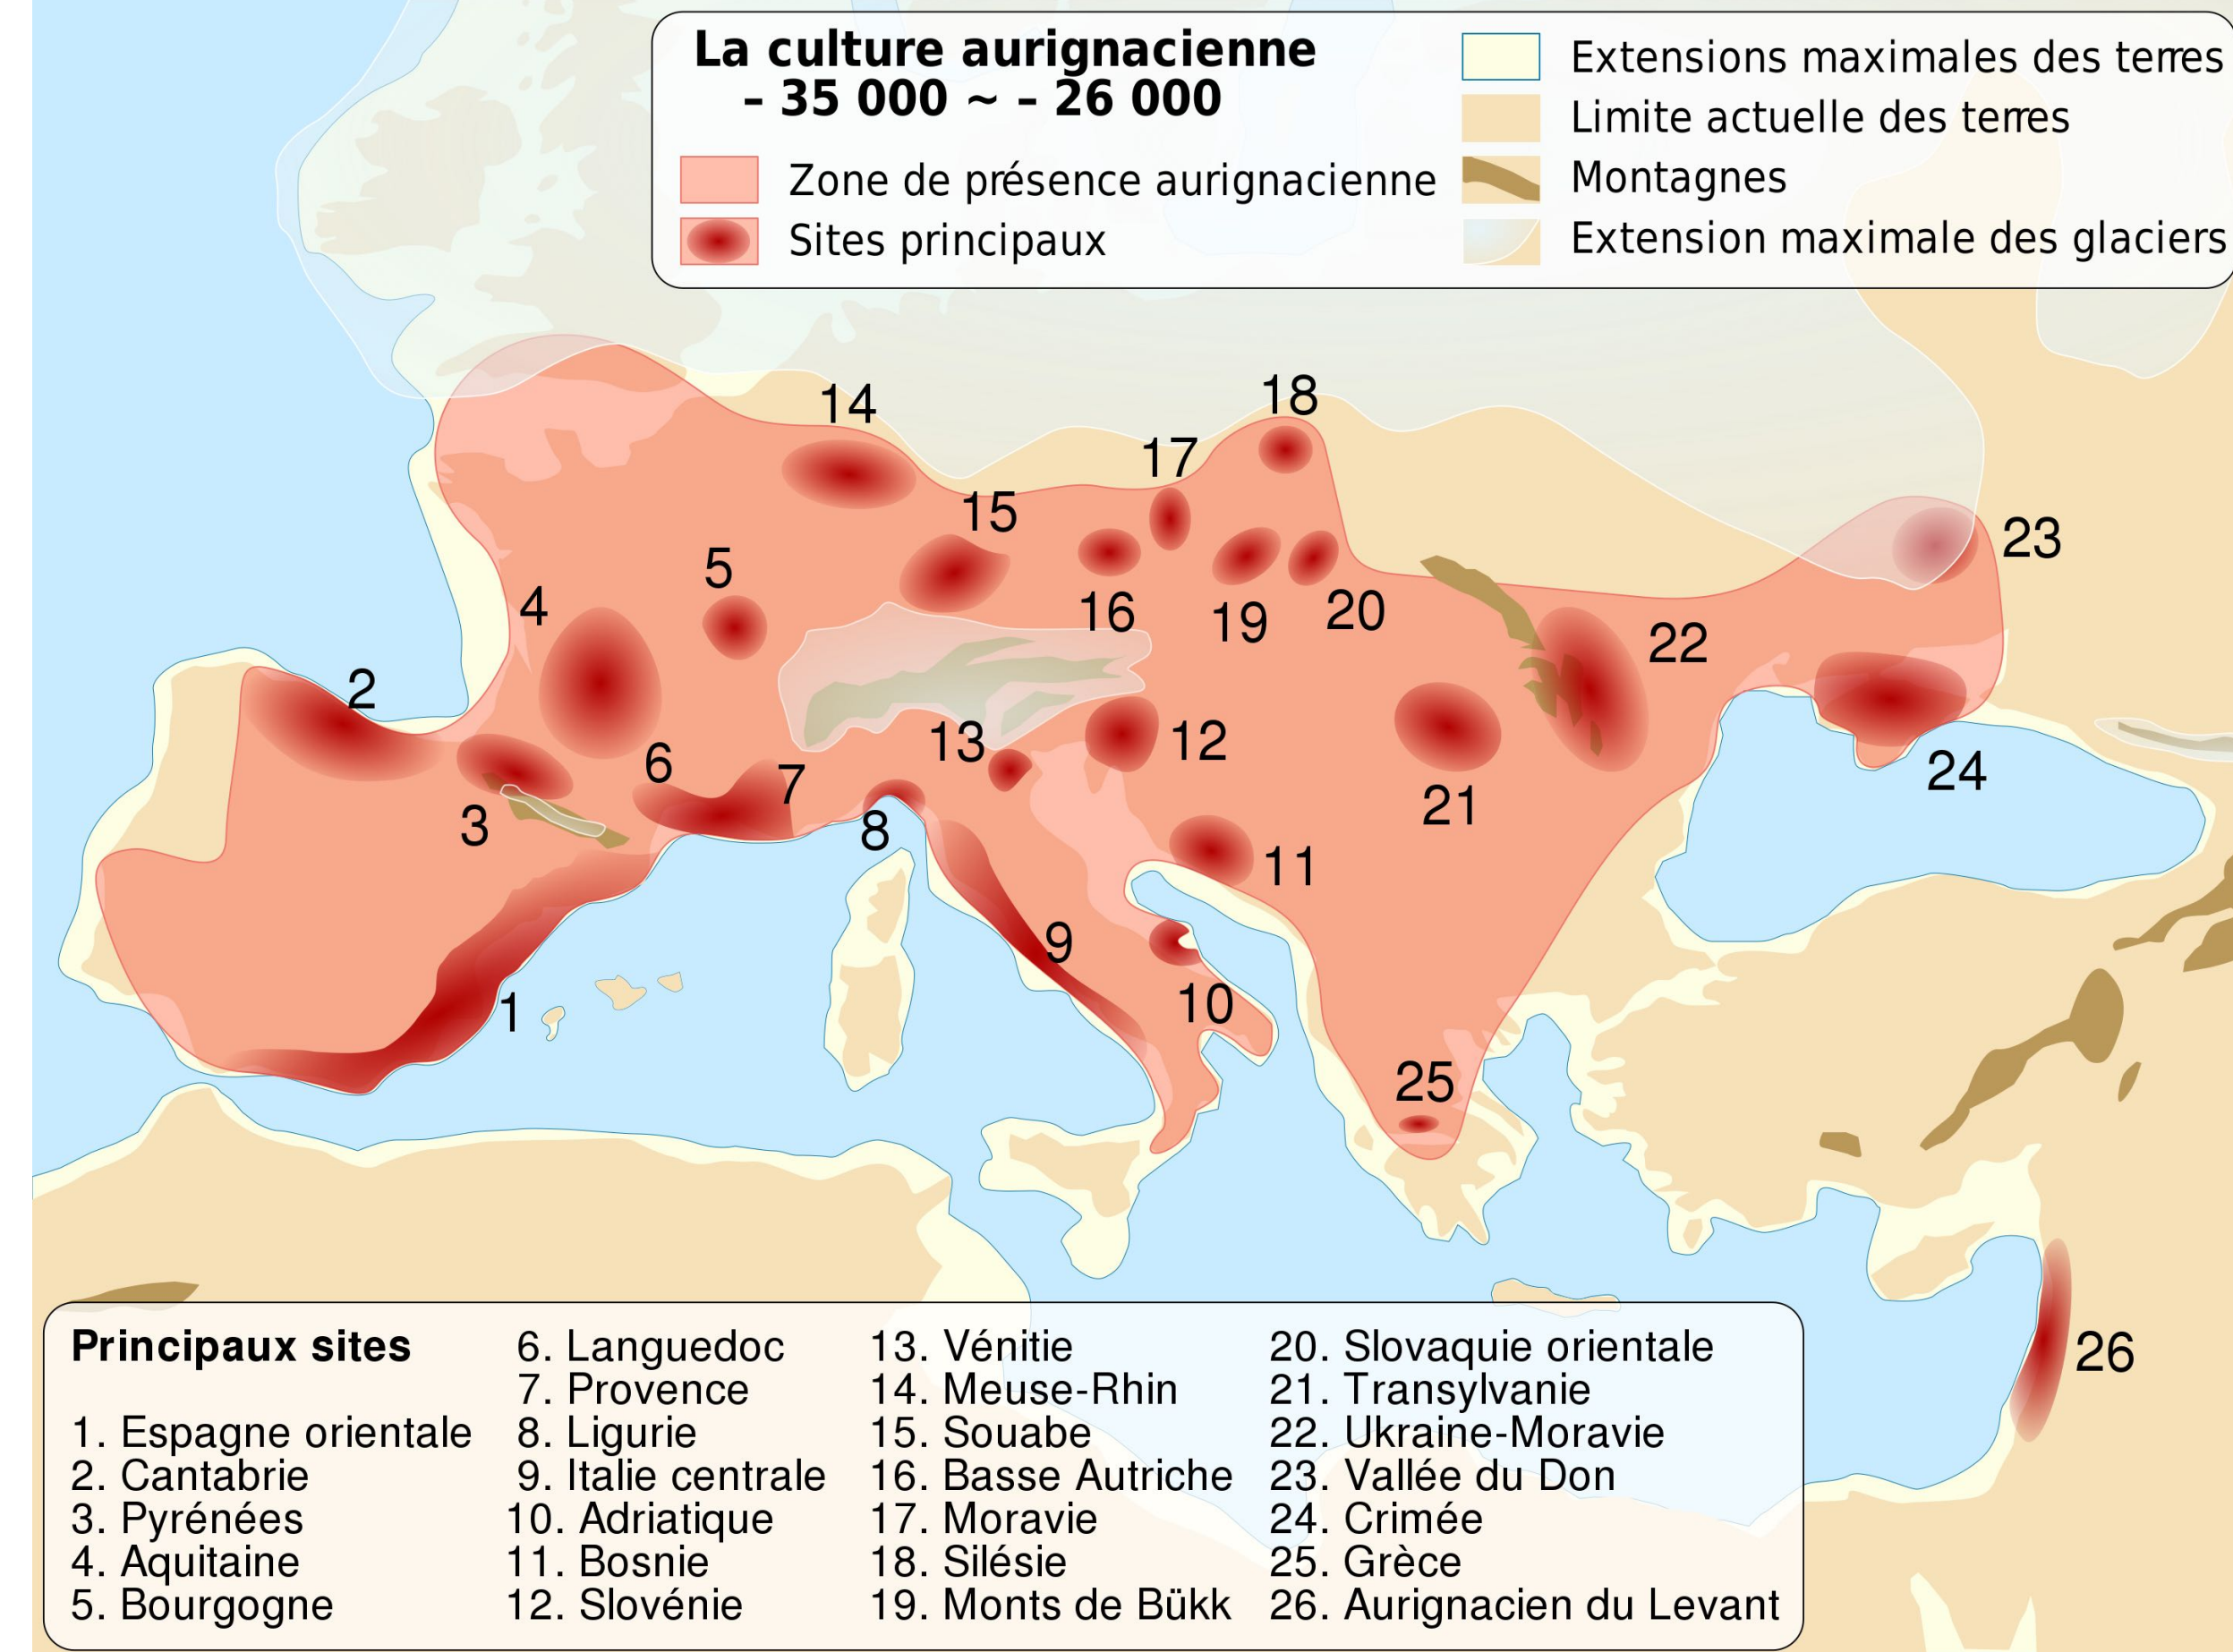 La culture aurignacienne
– 35 000 ~ – 26 000
Zone de présence aurignacienne
Sites principaux
Extensions maximales des terres
Limite actuelle des terres
Montagnes
Extension maximale des glaciers
18
14
17
15
23
5
4
16
19
20
22
2
13
12
6
7
24
3
8
21
11
9
10
1
25
26
Principaux sites
1. Espagne orientale
2. Cantabrie
3. Pyrénées
4. Aquitaine
5. Bourgogne
6. Languedoc
7. Provence
8. Ligurie
9. Italie centrale
10. Adriatique
11. Bosnie
12. Slovénie
13. Vénitie
14. Meuse-Rhin
15. Souabe
16. Basse Autriche
17. Moravie
18. Silésie
19. Monts de Bükk
20. Slovaquie orientale
21. Transylvanie
22. Ukraine-Moravie
23. Vallée du Don
24. Crimée
25. Grèce
26. Aurignacien du Levant